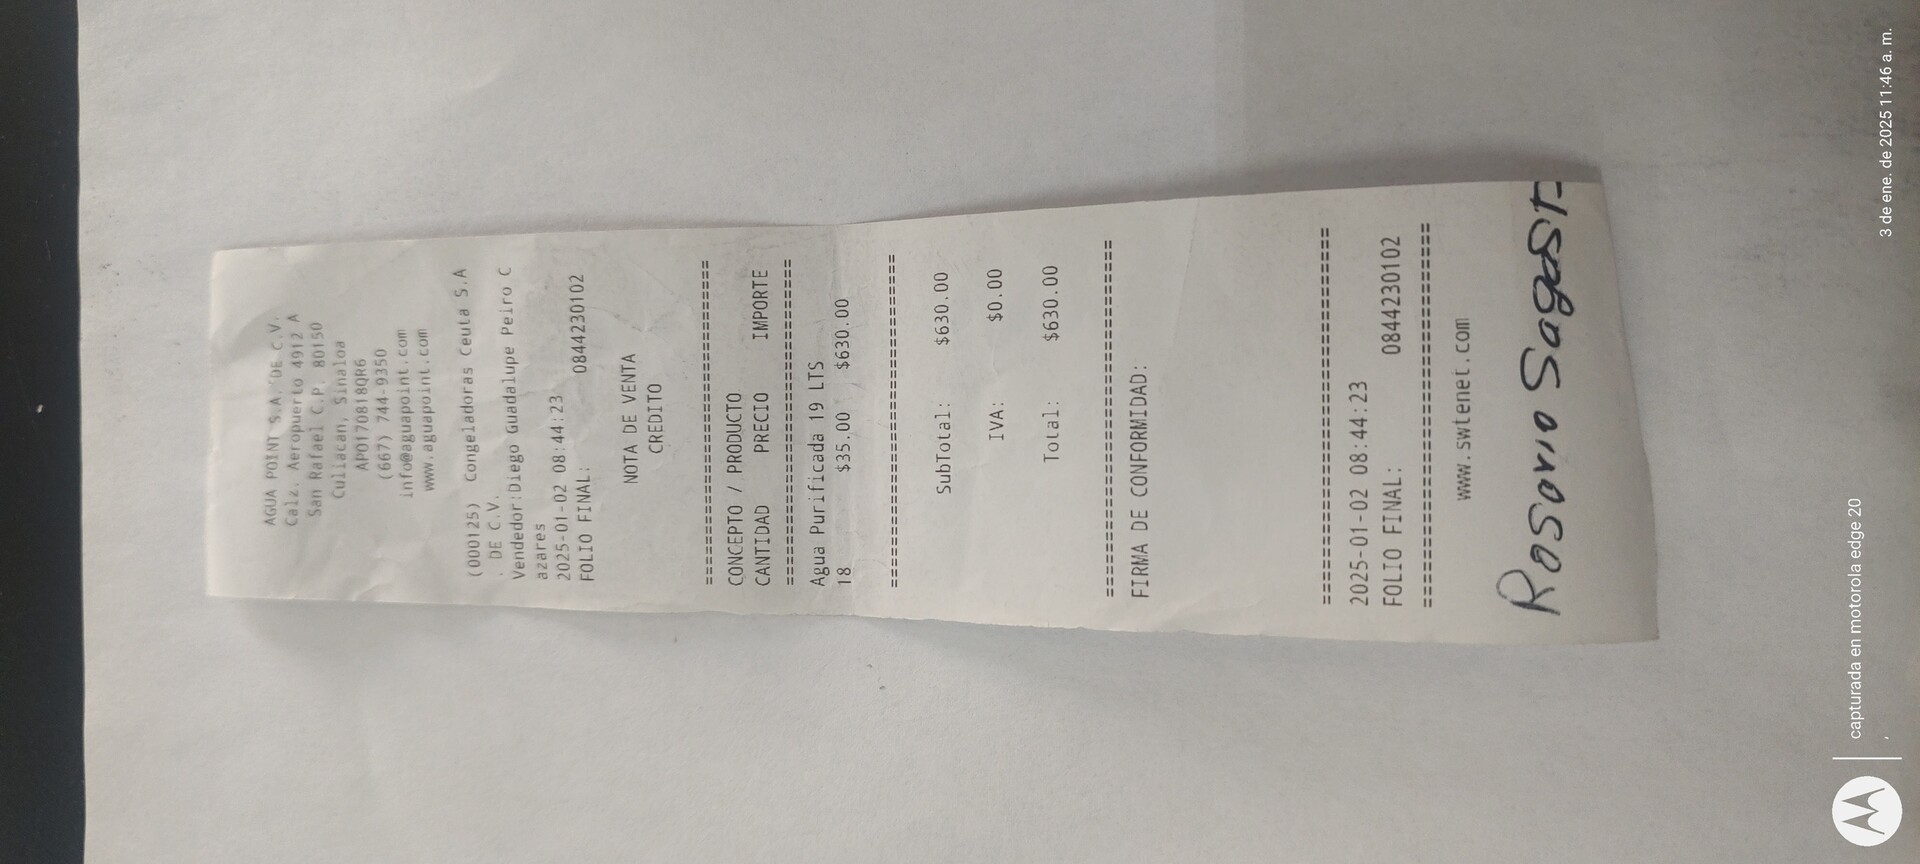 AGUA POINT S.A. DE C.V.
Calz. Aeropuerto 4912 A
San Rafael C.P. 80150
Culiacan, Sinaloa
APO170818QR6
(667) 744-9350
info@aguapoint.com
www.aguapoint.com
(000125) Congeladoras Ceuta S.A
. DE C.V.
Vendedor:Diego Guadalupe Peiro C
azares
2025-01-02 08:44:23
FOLIO FINAL: 0844230102
NOTA DE VENTA
CREDITO
================================
CONCEPTO / PRODUCTO
CANTIDAD PRECIO IMPORTE
================================
Agua Purificada 19 LTS
18 $35.00 $630.00
================================
SubTotal: $630.00
IVA: $0.00
Total: $630.00
================================
FIRMA DE CONFORMIDAD:
================================
2025-01-02 08:44:23
FOLIO FINAL: 0844230102
================================
www.swtenet.com
Rosario Sagast
capturada en motorola edge 20
,
3 de ene. de 2025 11:46 a. m.